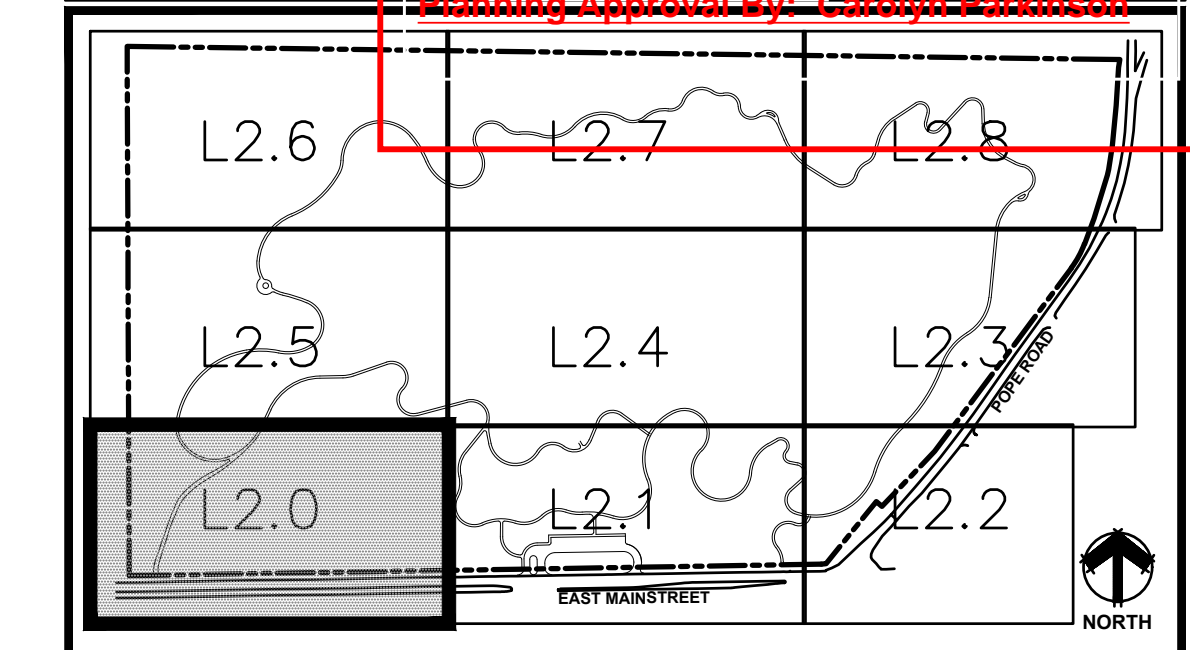 Planning Approval By: Carolyn Parkinson
L2.6
L2.7
L2.8
L2.5
L2.4
L2.3
POPE ROAD
L2.0
L2.1
L2.2
EAST MAINSTREET
NORTH